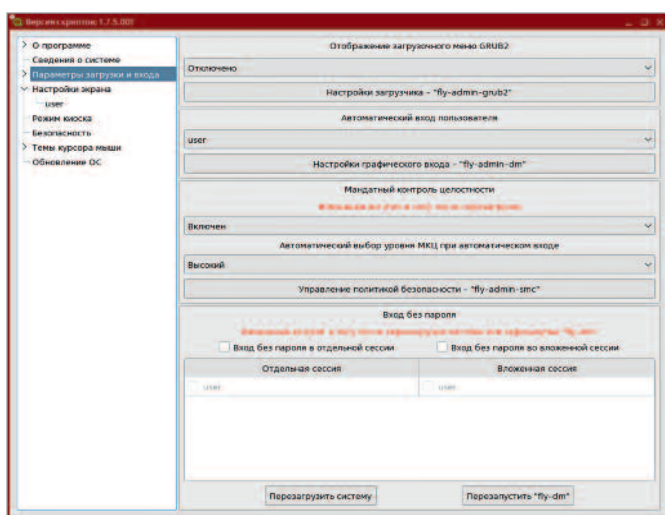 О программе
Сведения о системе
Параметры загрузки и входа
Настройки экрана
user
Режим киоска
Безопасность
Темы курсора мыши
Обновление ОС
Отображение загрузочного меню GRUB2
Отключено
Настройки загрузчика - "fly-admin-grub2"
Автоматический вход пользователя
user
Настройки графического входа - "fly-admin-dm"
Мандатный контроль целостности
Включен
Автоматический выбор уровня МКЦ при автоматическом входе
Высокий
Управление политикой безопасности - "fly-admin-smc"
Вход без пароля
Вход без пароля в отдельной сессии
Вход без пароля во вложенной сессии
Отдельная сессия
Вложенная сессия
user
user
Перезагрузить систему
Перезапустить "fly-dm"